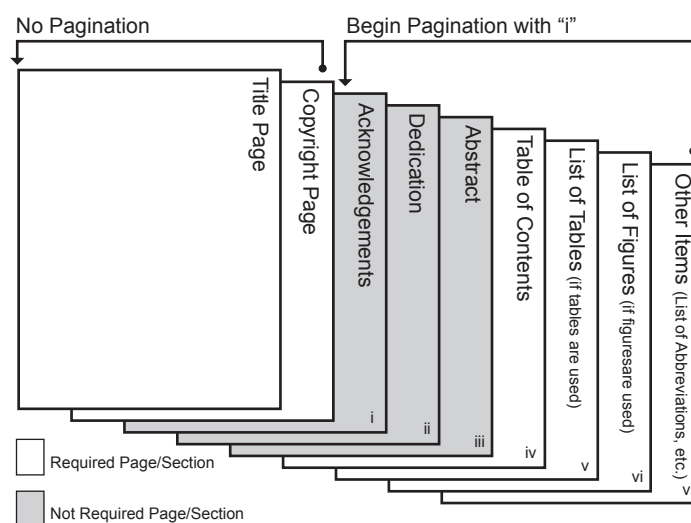 No Pagination
Begin Pagination with “i”
Title Page
Copyright Page
Acknowledgements
i
Dedication
ii
Abstract
iii
Table of Contents
iv
List of Tables (if tables are used)
v
List of Figures (if figuresare used)
vi
Other Items (List of Abbreviations, etc.)
Required Page/Section
Not Required Page/Section